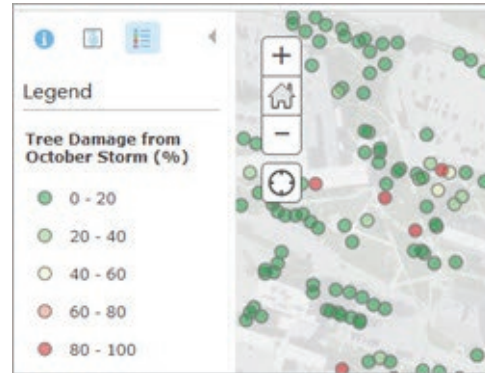 Legend
Tree Damage from
October Storm (%)
0 - 20
20 - 40
40 - 60
60 - 80
80 - 100